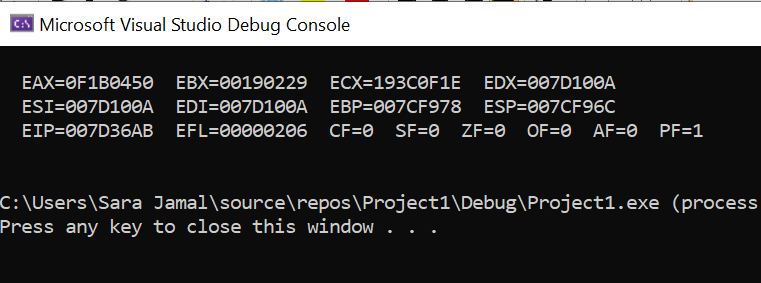 C:\
Microsoft Visual Studio Debug Console
EAX=0F1B0450 EBX=00190229 ECX=193C0F1E EDX=007D100A
ESI=007D100A EDI=007D100A EBP=007CF978 ESP=007CF96C
EIP=007D36AB EFL=00000206 CF=0 SF=0 ZF=0 OF=0 AF=0 PF=1
C:\Users\Sara Jamal\source\repos\Project1\Debug\Project1.exe (process
Press any key to close this window . . .